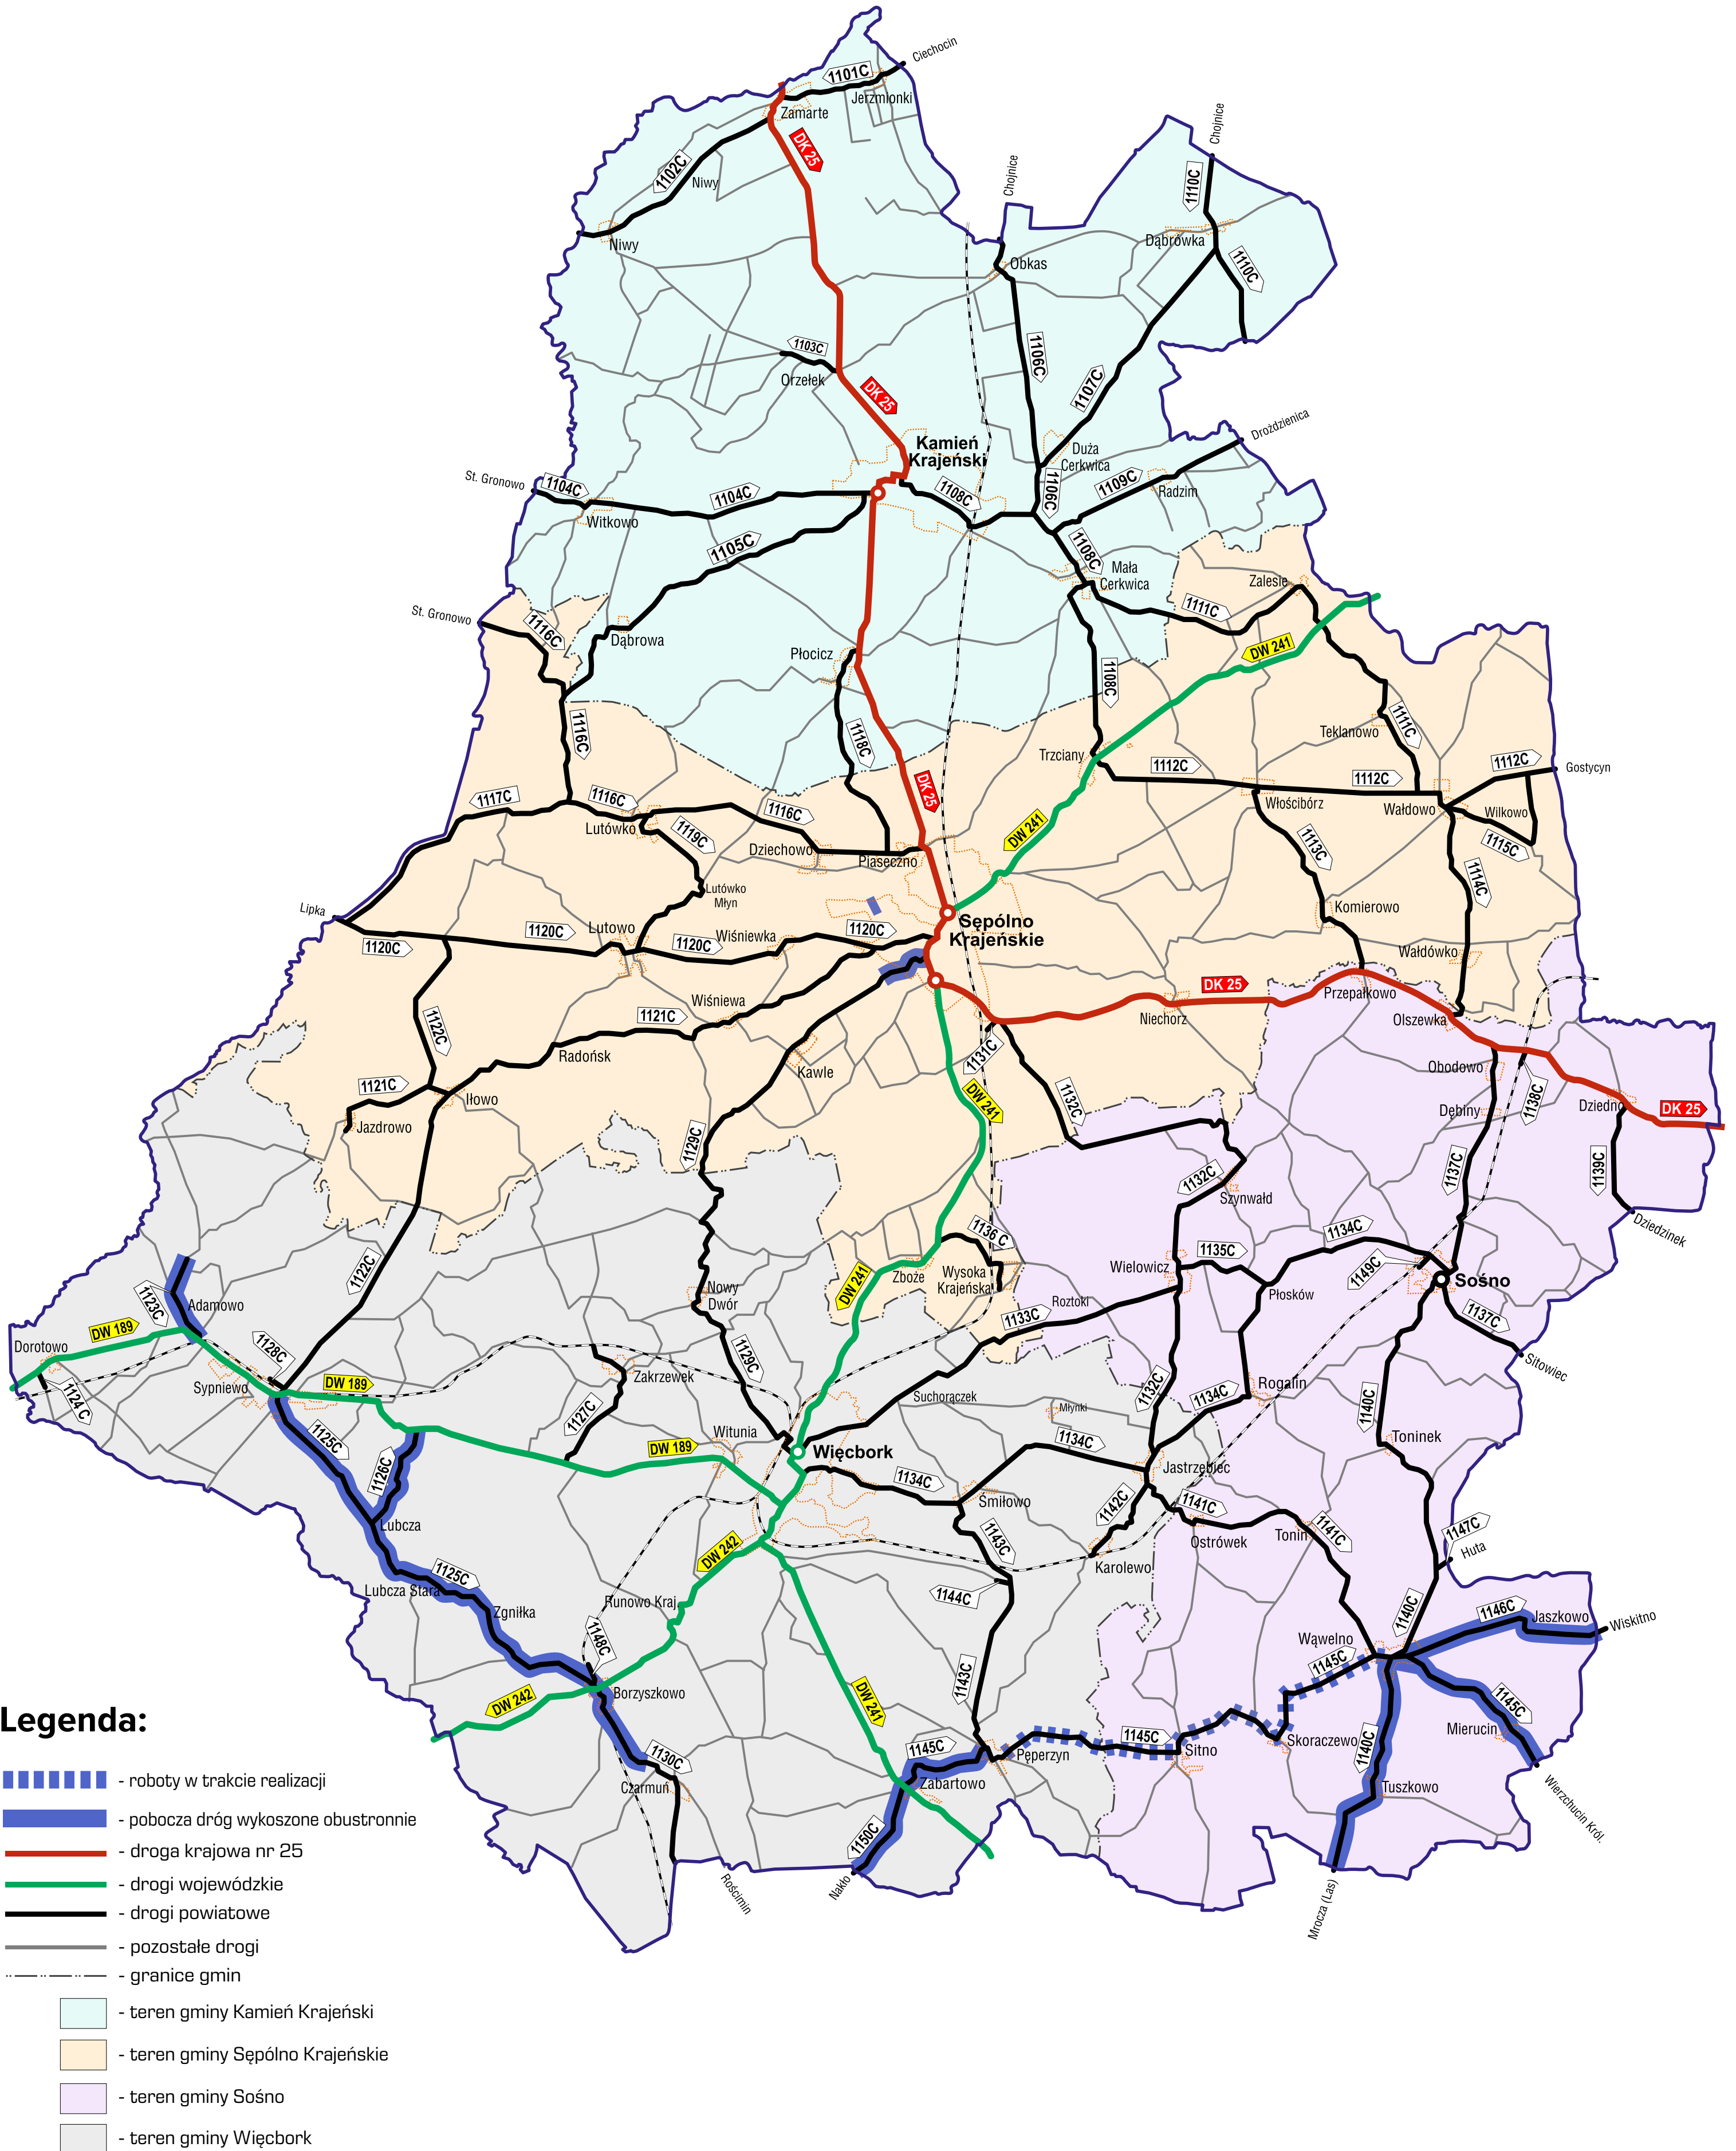 Ciechocin
1101C
Jerzmionki
Zamarte
DK 25
1102C
Niwy
Niwy
Chojnice
Chojnice
1110C
Dąbrówka
1110C
Obkas
1103C
Orzełek
1106C
1107C
DK 25
Kamień
Krajeński
Duża
Cerkwica
Drożdzienica
St. Gronowo
1104C
1104C
1108C
1106C
1109C
Radzim
Witkowo
1105C
1108C
Mała
Cerkwica
Zalesie
St. Gronowo
1116C
Dąbrowa
1111C
DW 241
Płocicz
1108C
1116C
1118C
Teklanowo
1111C
Trzciany
1112C
1112C
1112C
Gostycyn
DK 25
1117C
1116C
1116C
Włościbórz
Wałdowo
Wilkowo
Lutówko
1119C
DW 241
Dziechowo
Piaseczno
1113C
1115C
1114C
Lutówko
Młyn
Lipka
Komierowo
1120C
1120C
Lutowo
1120C
Wiśniewka
1120C
Sępólno
Krajeńskie
Wałdówko
DK 25
Przepałkowo
Wiśniewa
1121C
Niechorz
Olszewka
1122C
Radońsk
1131C
Kawle
Obodowo
1121C
Iłowo
DW 241
1132C
Dębiny
1138C
Dziedno
DK 25
Jazdrowo
1129C
1137C
1139C
1132C
Szynwałd
Dziedzinek
1136 C
1134C
1122C
1135C
Zboże
Wysoka
Krajeńska
Wielowicz
1149C
Sośno
DW 241
Nowy
Dwór
Płosków
1123C
Adamowo
Roztoki
1133C
1137C
DW 189
Dorotowo
1128C
1129C
Sitowiec
Sypniewo
DW 189
Zakrzewek
1124 C
1132C
Rogalin
1134C
Suchorączek
Młynki
1140C
1127C
1125C
Witunia
DW 189
Więcbork
1134C
Toninek
1126C
1134C
Jastrzębiec
Śmiłowo
1142C
1141C
Lubcza
1143C
Ostrówek
Tonin
1141C
1147C
Huta
DW 242
Karolewo
1125C
Lubcza Stara
1144C
Zgniłka
Runowo Kraj.
1140C
1146C
Jaszkowo
Wiskitno
1148C
Wąwelno
1145C
1143C
Borzyszkowo
DW 242
DW 241
1145C
Mierucin
1145C
1145C
Pęperzyn
Sitno
Skoraczewo
1140C
1130C
Czarmuń
Zabartowo
Tuszkowo
Wierzchucin Król.
1150C
Nakło
Rościmin
Mrocza (Las)
Legenda:
- roboty w trakcie realizacji
- pobocza dróg wykoszone obustronnie
- droga krajowa nr 25
- drogi wojewódzkie
- drogi powiatowe
- pozostałe drogi
- granice gmin
- teren gminy Kamień Krajeński
- teren gminy Sępólno Krajeńskie
- teren gminy Sośno
- teren gminy Więcbork